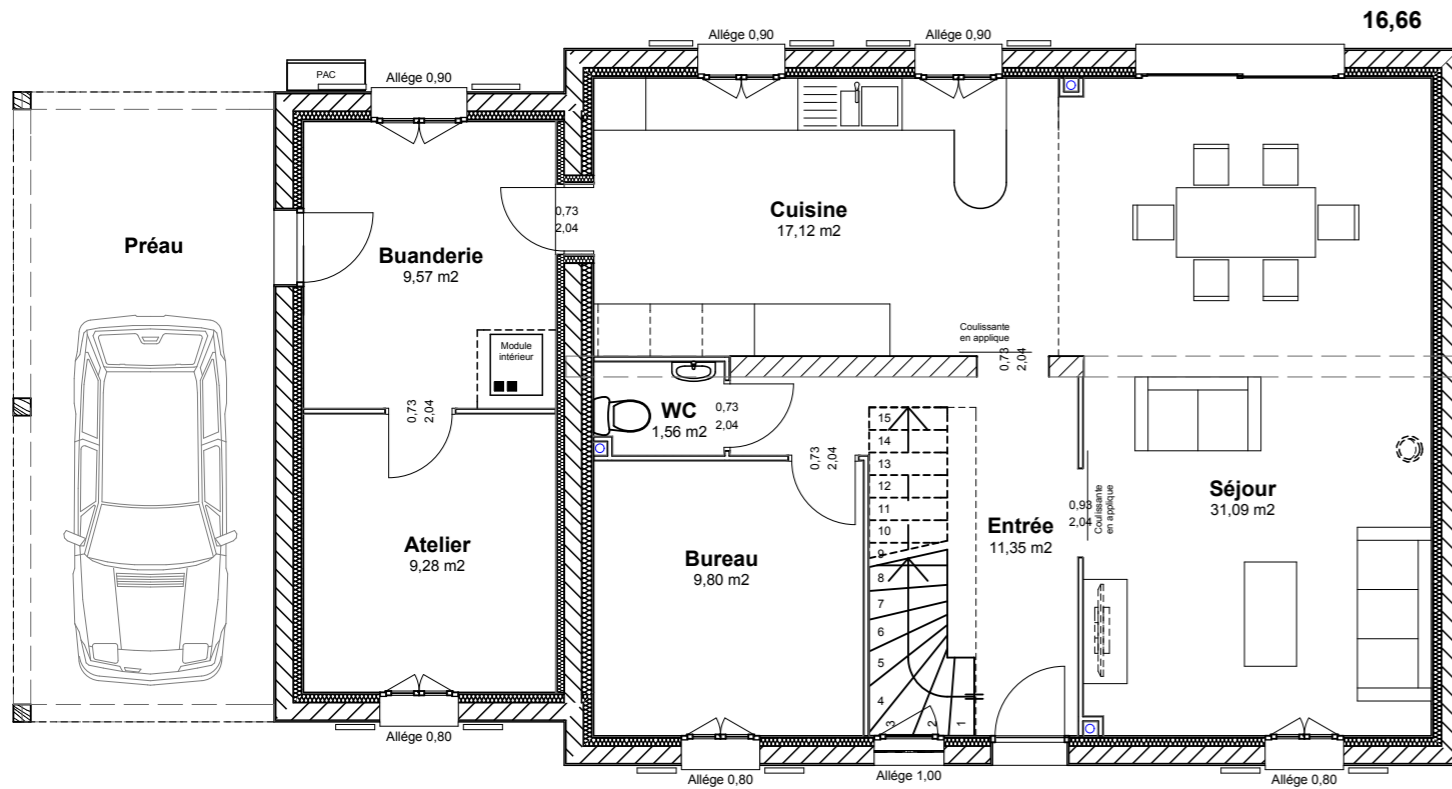 16,66
Allége 0,90
Allége 0,90
PAC
Allége 0,90
Préau
Buanderie
9,57 m2
0,73
2,04
Cuisine
17,12 m2
Module
intérieur
Coulissante
en applique
0,73
2,04
0,73
2,04
WC
1,56 m2
0,73
2,04
0,73
2,04
15
14
13
12
11
10
9
8
7
6
5
4
3
2
1
Atelier
9,28 m2
Bureau
9,80 m2
Entrée
11,35 m2
0,93
2,04
Coulissante
en applique
Séjour
31,09 m2
Allége 0,80
Allége 0,80
Allége 1,00
Allége 0,80